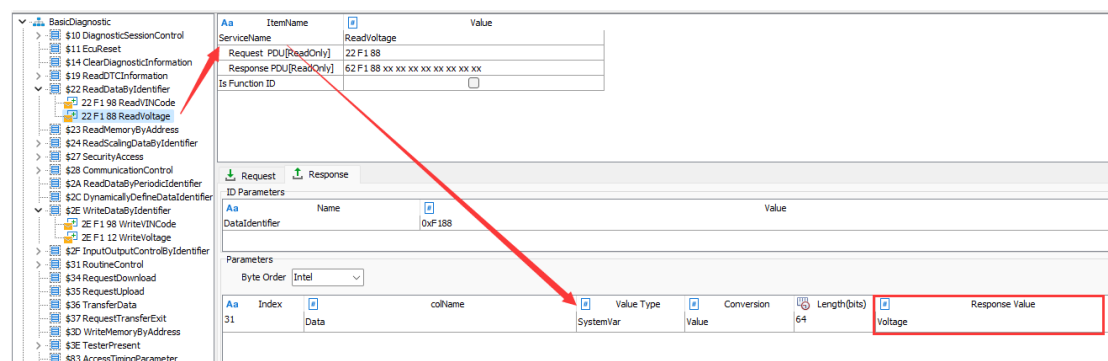 BasicDiagnostic
$10 DiagnosticSessionControl
$11 EcuReset
$14 ClearDiagnosticInformation
$19 ReadDTCInformation
$22 ReadDataByIdentifier
22 F1 98 ReadVINCode
22 F1 88 ReadVoltage
$23 ReadMemoryByAddress
$24 ReadScalingDataByIdentifier
$27 SecurityAccess
$28 CommunicationControl
$2A ReadDataByPeriodicIdentifier
$2C DynamicallyDefineDataIdentifier
$2E WriteDataByIdentifier
2E F1 98 WriteVINCode
2E F1 12 WriteVoltage
$2F InputOutputControlByIdentifier
$31 RoutineControl
$34 RequestDownload
$35 RequestUpload
$36 TransferData
$37 RequestTransferExit
$3D WriteMemoryByAddress
$3E TesterPresent
$83 AccessTimingParameter
Aa ItemName # Value
ServiceName ReadVoltage
Request PDU[ReadOnly] 22 F1 88
Response PDU[ReadOnly] 62 F1 88 xx xx xx xx xx xx xx xx
Is Function ID
Request Response
ID Parameters
Aa Name # Value
DataIdentifier 0xF188
Parameters
Byte Order Intel
Aa Index # colName # Value Type # Conversion Length(bits) # Response Value
31 Data SystemVar Value 64 Voltage